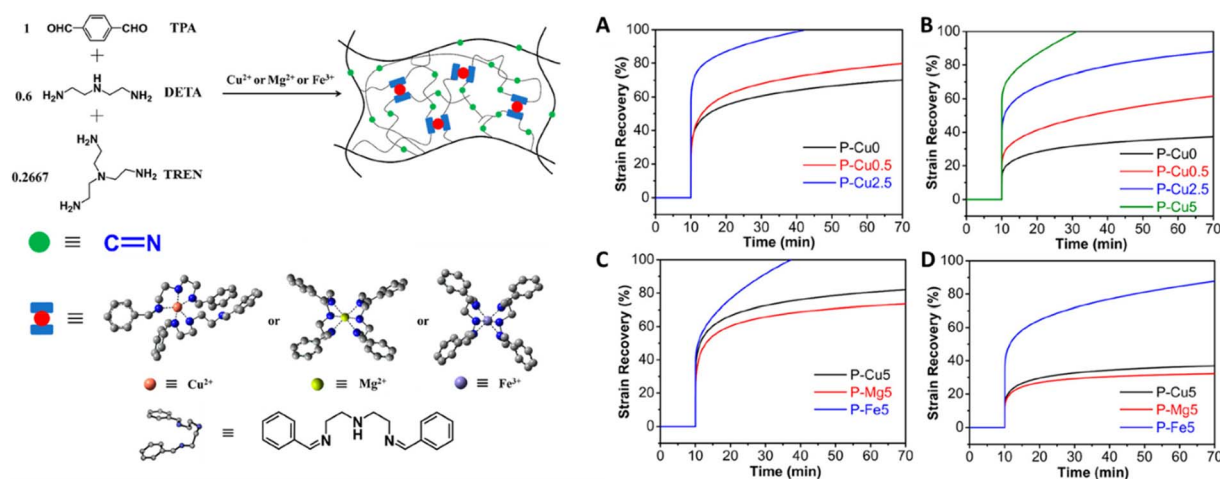 1
OHC
CHO
TPA
+
0.6
H₂N
H
N
NH₂
DETA
+
H₂N
0.2667
N
NH₂
TREN
H₂N
Cu²⁺ or Mg²⁺ or Fe³⁺
≡ C=N
≡
or
or
≡ Cu²⁺
≡ Mg²⁺
≡ Fe³⁺
≡
N
N
H
N
A
Strain Recovery (%)
100
80
60
40
20
0
P-Cu0
P-Cu0.5
P-Cu2.5
0 10 20 30 40 50 60 70
Time (min)
B
Strain Recovery (%)
100
80
60
40
20
0
P-Cu0
P-Cu0.5
P-Cu2.5
P-Cu5
0 10 20 30 40 50 60 70
Time (min)
C
Strain Recovery (%)
100
80
60
40
20
0
P-Cu5
P-Mg5
P-Fe5
0 10 20 30 40 50 60 70
Time (min)
D
Strain Recovery (%)
100
80
60
40
20
0
P-Cu5
P-Mg5
P-Fe5
0 10 20 30 40 50 60 70
Time (min)